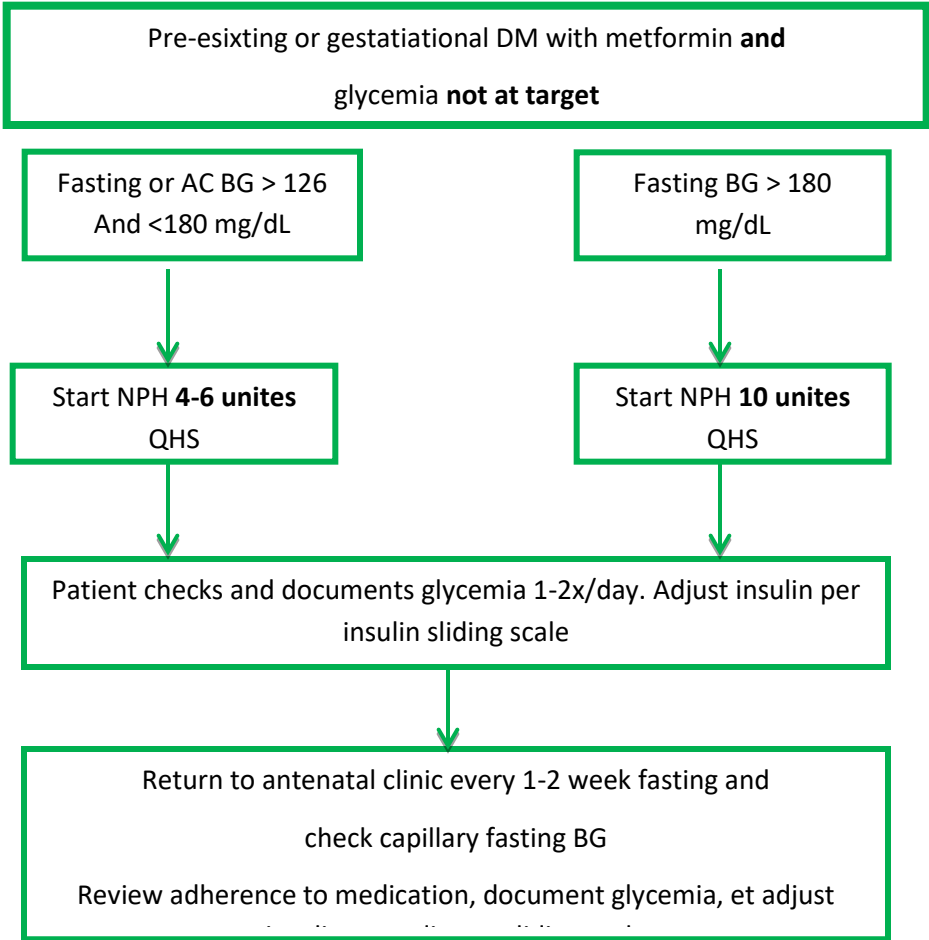 Pre-esixting or gestatiational DM with metformin and
glycemia not at target
Fasting or AC BG > 126
And <180 mg/dL
Fasting BG > 180
mg/dL
Start NPH 4-6 unites
QHS
Start NPH 10 unites
QHS
Patient checks and documents glycemia 1-2x/day. Adjust insulin per
insulin sliding scale
Return to antenatal clinic every 1-2 week fasting and
check capillary fasting BG
Review adherence to medication, document glycemia, et adjust